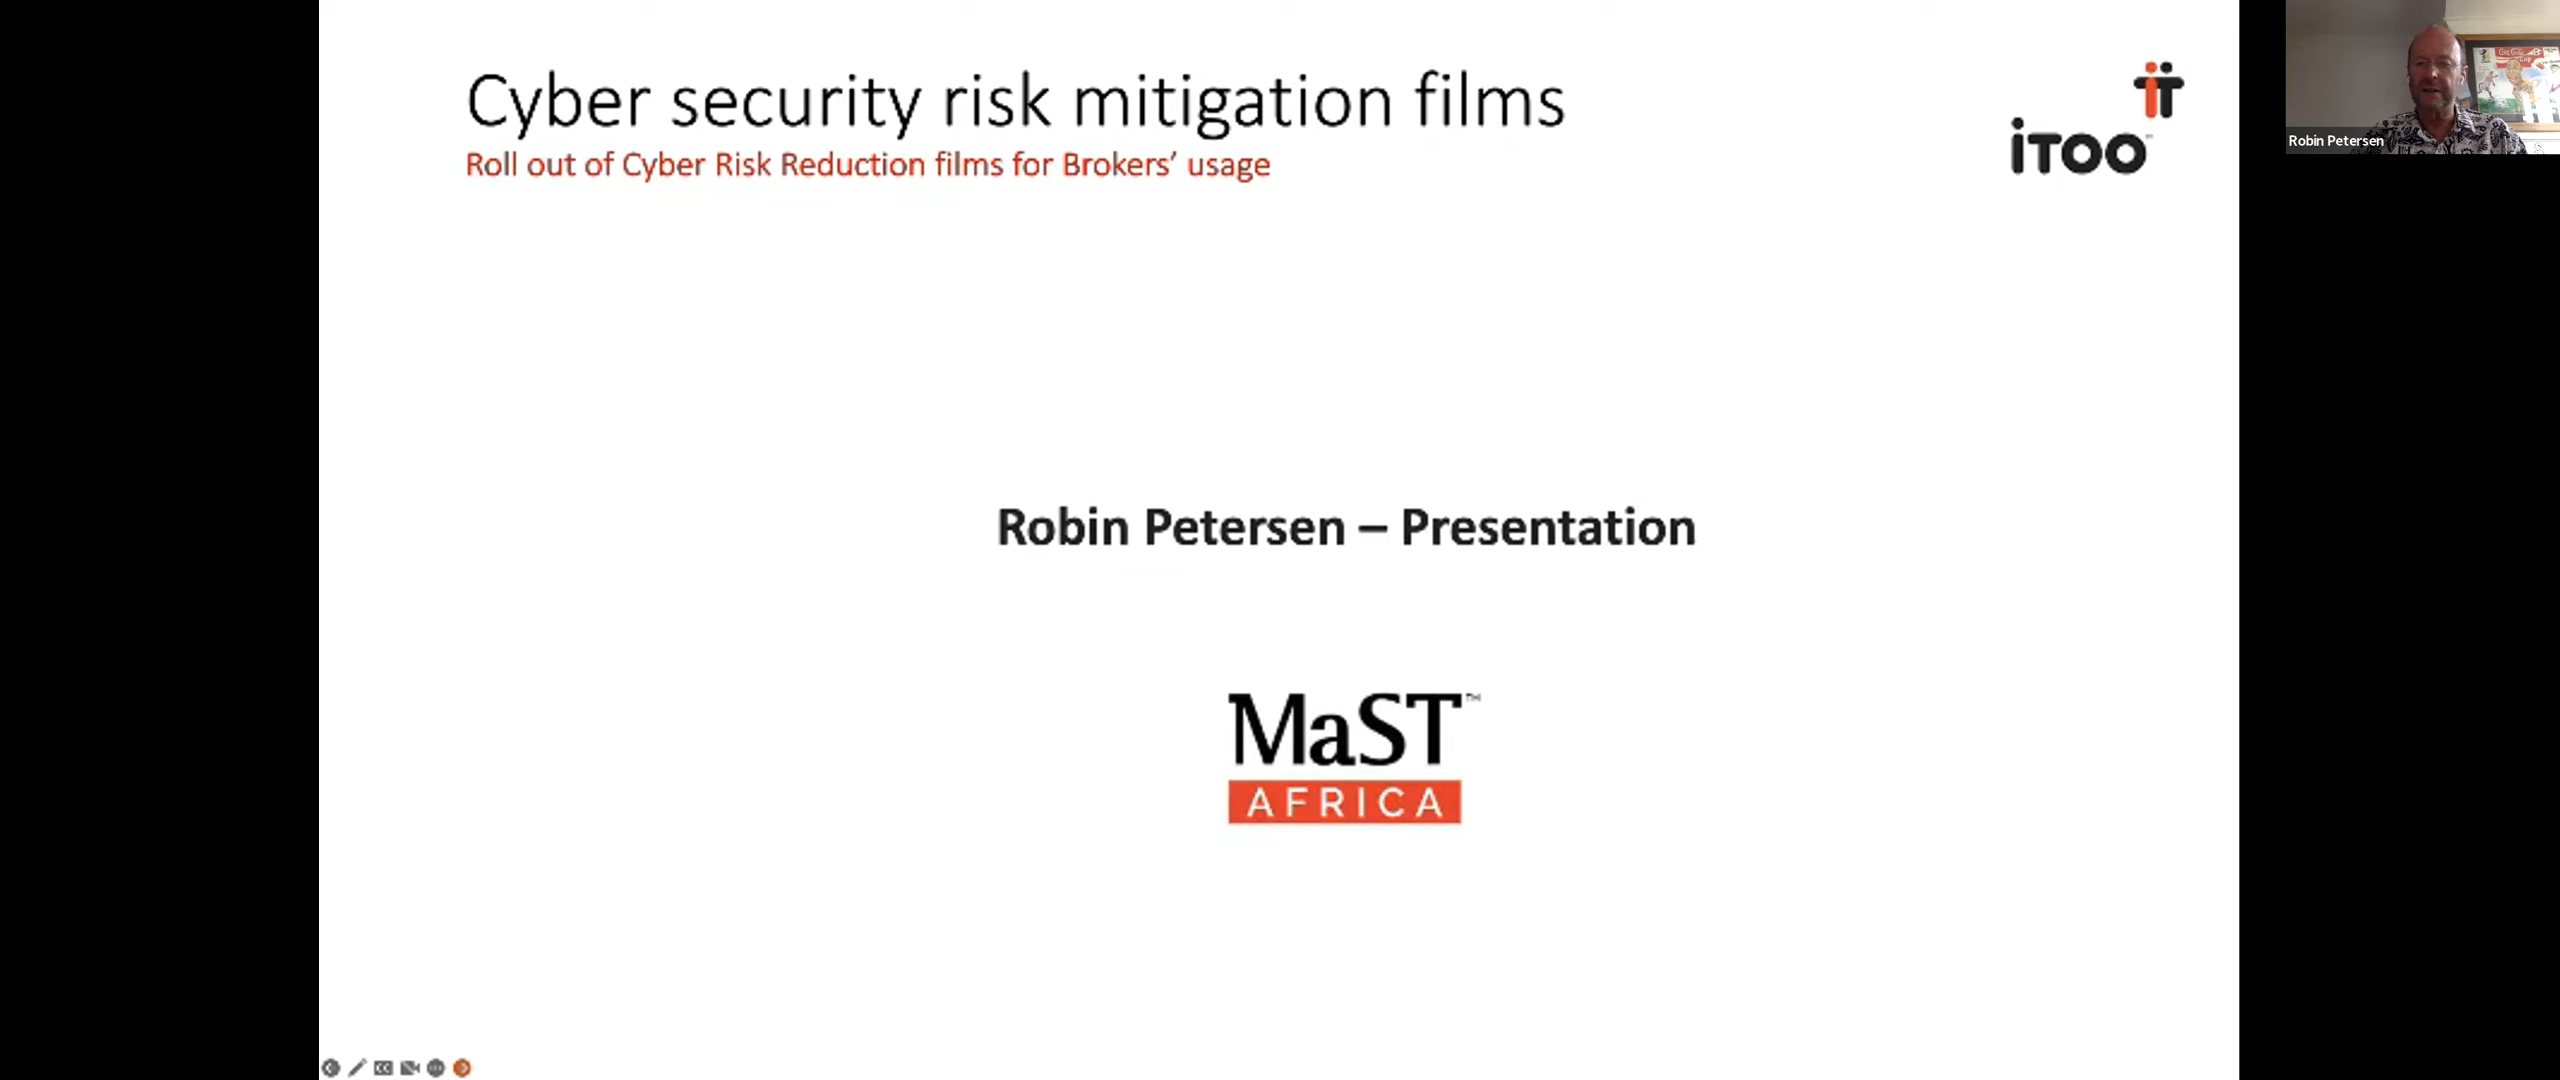 Cyber security risk mitigation films
Roll out of Cyber Risk Reduction films for Brokers’ usage
iTOO
Robin Petersen
Robin Petersen – Presentation
MaST™
AFRICA